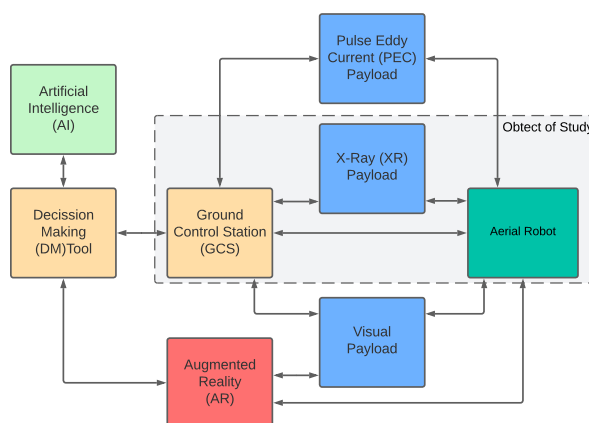 Pulse Eddy
Current (PEC)
Payload
Artificial
Intelligence
(AI)
Obtect of Study
X-Ray (XR)
Payload
Decission
Making
(DM)Tool
Ground
Control Station
(GCS)
Aerial Robot
Visual
Payload
Augmented
Reality
(AR)